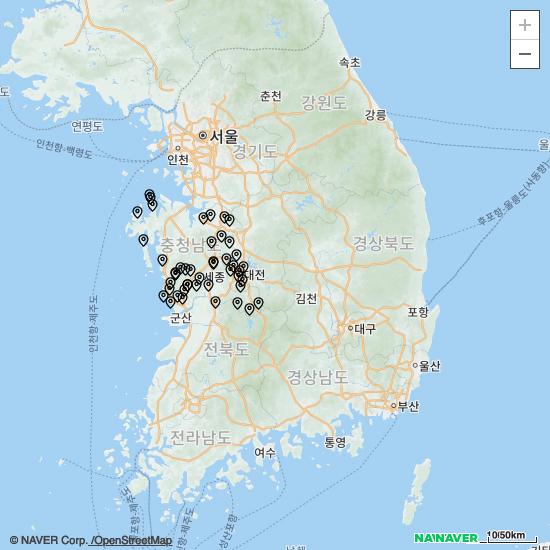 +
−
속초
춘천
강원도
강릉
연평도
서울
인천
경기도
인천항-백령도
후포항-울릉도(사동항)
충청남도
경상북도
세종
대전
김천
포항
군산
대구
인천항-제주도
전북도
울산
경상남도
부산
전라남도
통영
여수
© NAVER Corp. /OpenStreetMap
NAVER
10/50km